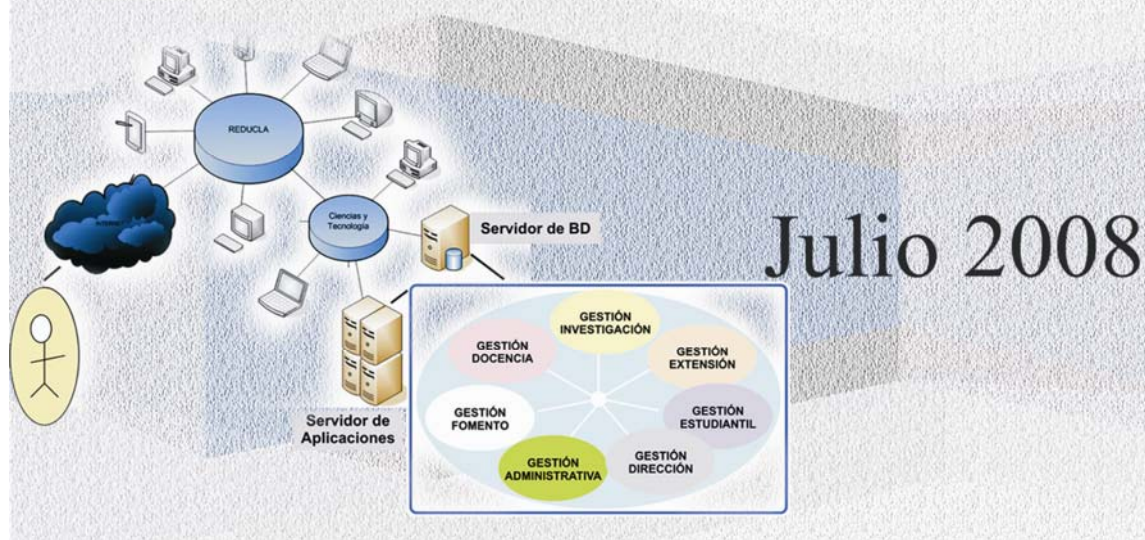 REDUCLA
INTERNET
Ciencias y
Tecnología
Servidor de BD
Julio 2008
GESTIÓN
INVESTIGACIÓN
GESTIÓN
DOCENCIA
GESTIÓN
EXTENSIÓN
GESTIÓN
FOMENTO
GESTIÓN
ESTUDIANTIL
Servidor de
Aplicaciones
GESTIÓN
ADMINISTRATIVA
GESTIÓN
DIRECCIÓN